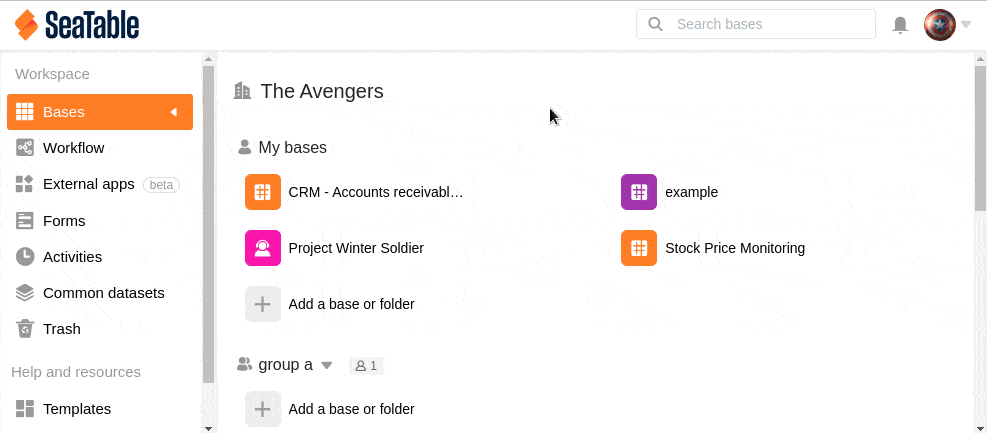 SeaTable
Search bases
Workspace
Bases
Workflow
External apps beta
Forms
Activities
Common datasets
Trash
Help and resources
Templates
The Avengers
My bases
CRM - Accounts receivabl…
example
Project Winter Soldier
Stock Price Monitoring
Add a base or folder
group a
1
Add a base or folder